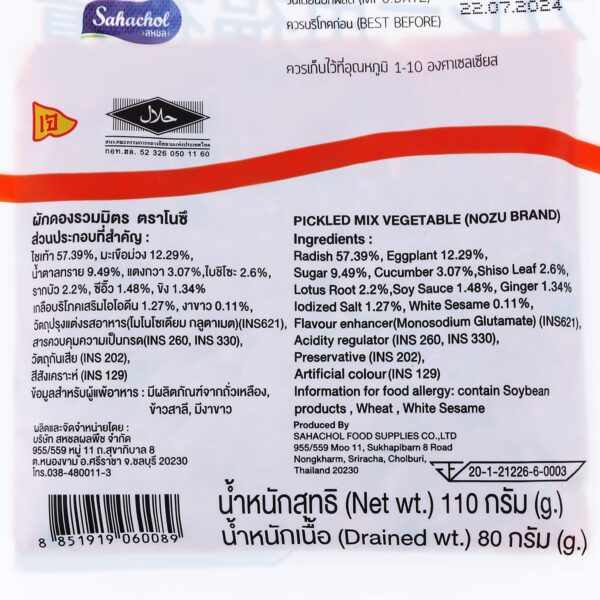 Sahachol
สหชล
22.07.2024
ควรบริโภคก่อน (BEST BEFORE)
ควรเก็บไว้ที่อุณหภูมิ 1-10 องศาเซลเซียส
เจ
حلال
กอท.ฮล. 52 326 050 11 60
ผักดองรวมมิตร ตราโนซึ
ส่วนประกอบที่สำคัญ :
ไชเท้า 57.39%, มะเขือม่วง 12.29%,
น้ำตาลทราย 9.49%, แตงกวา 3.07%,ใบชิโซะ 2.6%,
รากบัว 2.2%, ซีอิ๊ว 1.48%, ขิง 1.34%
เกลือบริโภคเสริมไอโอดีน 1.27%, งาขาว 0.11%,
วัตถุปรุงแต่งรสอาหาร(โมโนโซเดียม กลูตาเมต)(INS621),
สารควบคุมความเป็นกรด(INS 260, INS 330),
วัตถุกันเสีย (INS 202),
สีสังเคราะห์ (INS 129)
ข้อมูลสำหรับผู้แพ้อาหาร : มีผลิตภัณฑ์จากถั่วเหลือง,
ข้าวสาลี, มีงาขาว
ผลิตและจัดจำหน่ายโดย :
บริษัท สหชลผลพืช จำกัด
955/559 หมู่ 11 ถ.สุขาภิบาล 8
ต.หนองขาม อ.ศรีราชา จ.ชลบุรี 20230
โทร.038-480011-3
PICKLED MIX VEGETABLE (NOZU BRAND)
Ingredients :
Radish 57.39%, Eggplant 12.29%,
Sugar 9.49%, Cucumber 3.07%,Shiso Leaf 2.6%,
Lotus Root 2.2%,Soy Sauce 1.48%, Ginger 1.34%
Iodized Salt 1.27%, White Sesame 0.11%,
Flavour enhancer(Monosodium Glutamate) (INS621),
Acidity regulator (INS 260, INS 330),
Preservative (INS 202),
Artificial colour(INS 129)
Information for food allergy: contain Soybean
products , Wheat , White Sesame
Produced By
SAHACHOL FOOD SUPPLIES CO.,LTD
955/559 Moo 11, Sukhapibarn 8 Road
Nongkharm, Sriracha, Cholburi,
Thailand 20230
20-1-21226-6-0003
น้ำหนักสุทธิ (Net wt.) 110 กรัม (g.)
น้ำหนักเนื้อ (Drained wt.) 80 กรัม (g.)
8 851919 060089